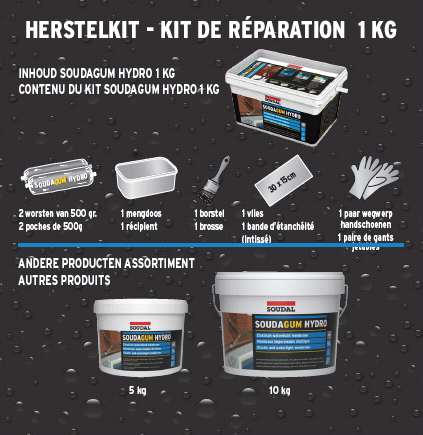 HERSTELKIT - KIT DE RÉPARATION 1 KG
INHOUD SOUDAGUM HYDRO 1 KG
CONTENU DU KIT SOUDAGUM HYDRO 1 KG
SOUDAL
SOUDAGUM HYDRO
SOUDAGUM HYDRO
30 x 15cm
2 worsten van 500 gr.
2 poches de 500g
1 mengdoos
1 récipient
1 borstel
1 brosse
1 vlies
1 bande d'étanchéité
(intissé)
1 paar wegwerp
handschoenen
1 paire de gants
jetables
ANDERE PRODUCTEN ASSORTIMENT
AUTRES PRODUITS
SOUDAL
SOUDAGUM HYDRO
SOUDAL
SOUDAGUM HYDRO
5 kg
10 kg